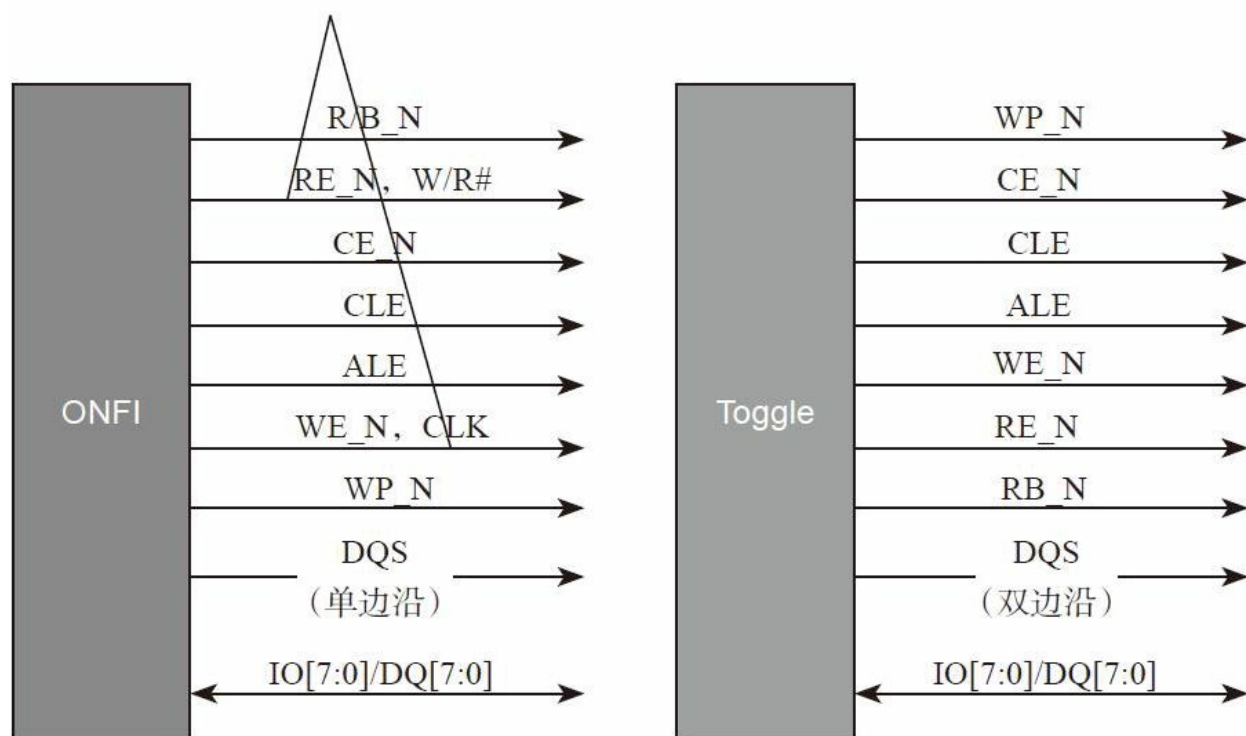 R/B_N
RE_N，W/R#
CE_N
CLE
ALE
ONFI
WE_N，CLK
WP_N
DQS
（单边沿）
IO[7:0]/DQ[7:0]
WP_N
CE_N
CLE
ALE
WE_N
Toggle
RE_N
RB_N
DQS
（双边沿）
IO[7:0]/DQ[7:0]